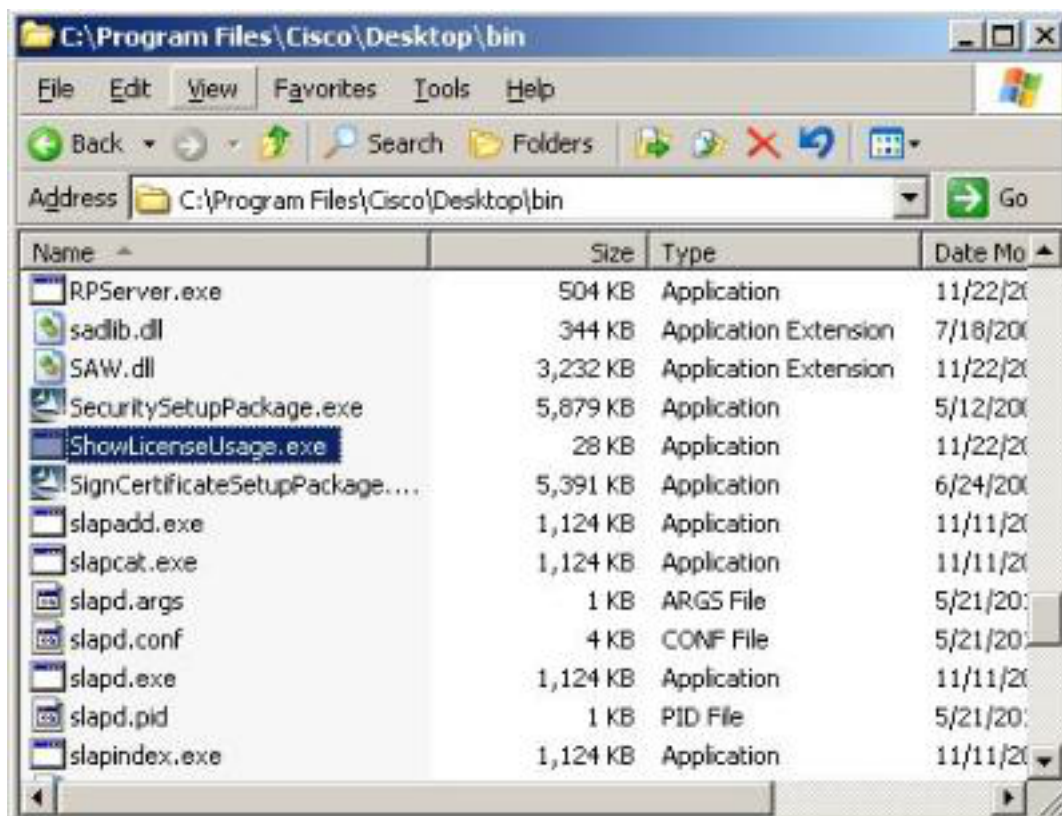 C:\Program Files\Cisco\Desktop\bin
File Edit View Favorites Tools Help
Back Search Folders
Address C:\Program Files\Cisco\Desktop\bin Go
Name Size Type Date Mo
RPServer.exe 504 KB Application 11/22/20
sadlib.dll 344 KB Application Extension 7/18/200
SAW.dll 3,232 KB Application Extension 11/22/20
SecuritySetupPackage.exe 5,879 KB Application 5/12/200
ShowLicenseUsage.exe 28 KB Application 11/22/20
SignCertificateSetupPackage.... 5,391 KB Application 6/24/200
slapadd.exe 1,124 KB Application 11/11/20
slapcat.exe 1,124 KB Application 11/11/20
slapd.args 1 KB ARGS File 5/21/20
slapd.conf 4 KB CONF File 5/21/20
slapd.exe 1,124 KB Application 11/11/20
slapd.pid 1 KB PID File 5/21/20
slapindex.exe 1,124 KB Application 11/11/20